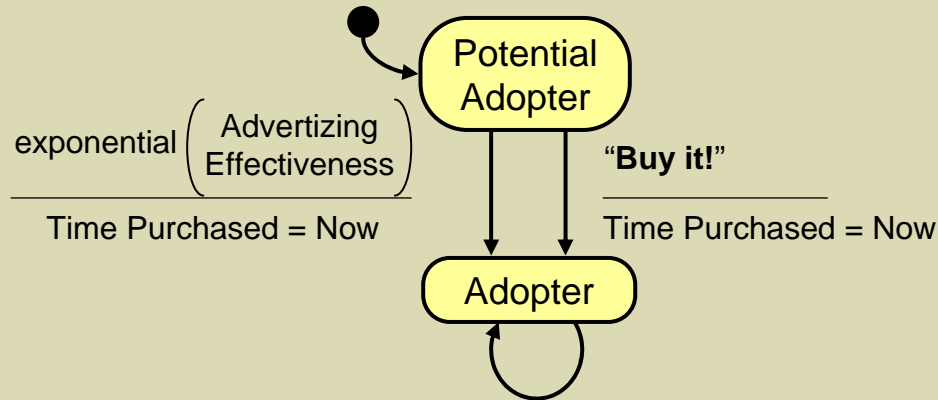 Potential
Adopter
exponential
Advertizing
Effectiveness
Time Purchased = Now
“Buy it!”
Time Purchased = Now
Adopter